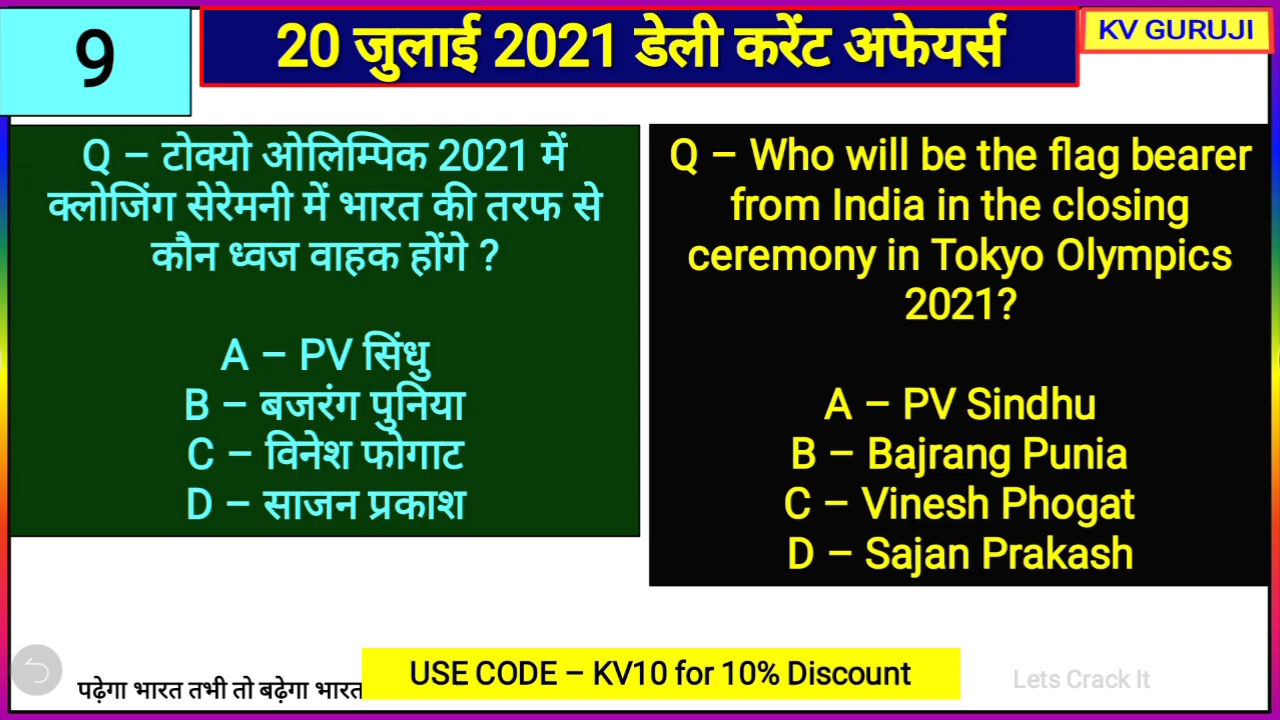 9
20 जुलाई 2021 डेली करेंट अफेयर्स
KV GURUJI
Q – टोक्यो ओलिम्पिक 2021 में
क्लोजिंग सेरेमनी में भारत की तरफ से
कौन ध्वज वाहक होंगे ?
A – PV सिंधु
B – बजरंग पुनिया
C – विनेश फोगाट
D – साजन प्रकाश
Q – Who will be the flag bearer
from India in the closing
ceremony in Tokyo Olympics
2021?
A – PV Sindhu
B – Bajrang Punia
C – Vinesh Phogat
D – Sajan Prakash
पढ़ेगा भारत तभी तो बढ़ेगा भारत
USE CODE – KV10 for 10% Discount
Lets Crack It